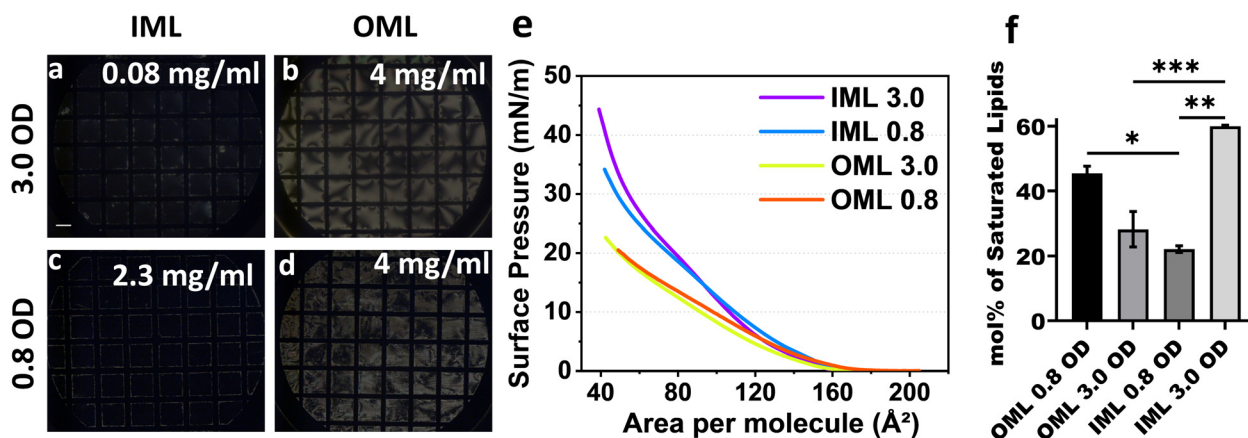 IML
OML
3.0 OD
0.8 OD
a
0.08 mg/ml
b
4 mg/ml
c
2.3 mg/ml
d
4 mg/ml
e
Surface Pressure (mN/m)
50
40
30
20
10
0
40
80
120
160
200
Area per molecule (Å²)
IML 3.0
IML 0.8
OML 3.0
OML 0.8
f
mol% of Saturated Lipids
60
40
20
0
***
**
*
OML 0.8 OD
OML 3.0 OD
IML 0.8 OD
IML 3.0 OD